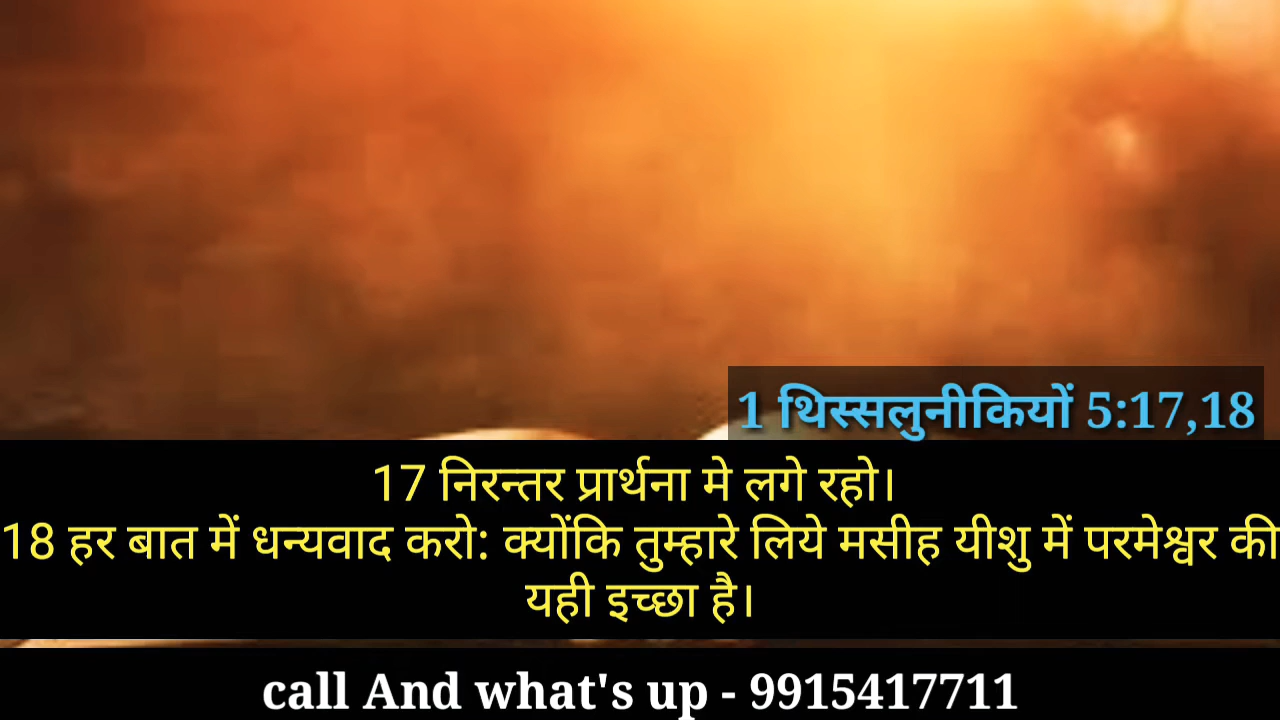 1 थिस्सलुनीकियों 5:17,18
17 निरन्तर प्रार्थना मे लगे रहो।
18 हर बात में धन्यवाद करो: क्योंकि तुम्हारे लिये मसीह यीशु में परमेश्वर की
यही इच्छा है।
call And what's up - 9915417711